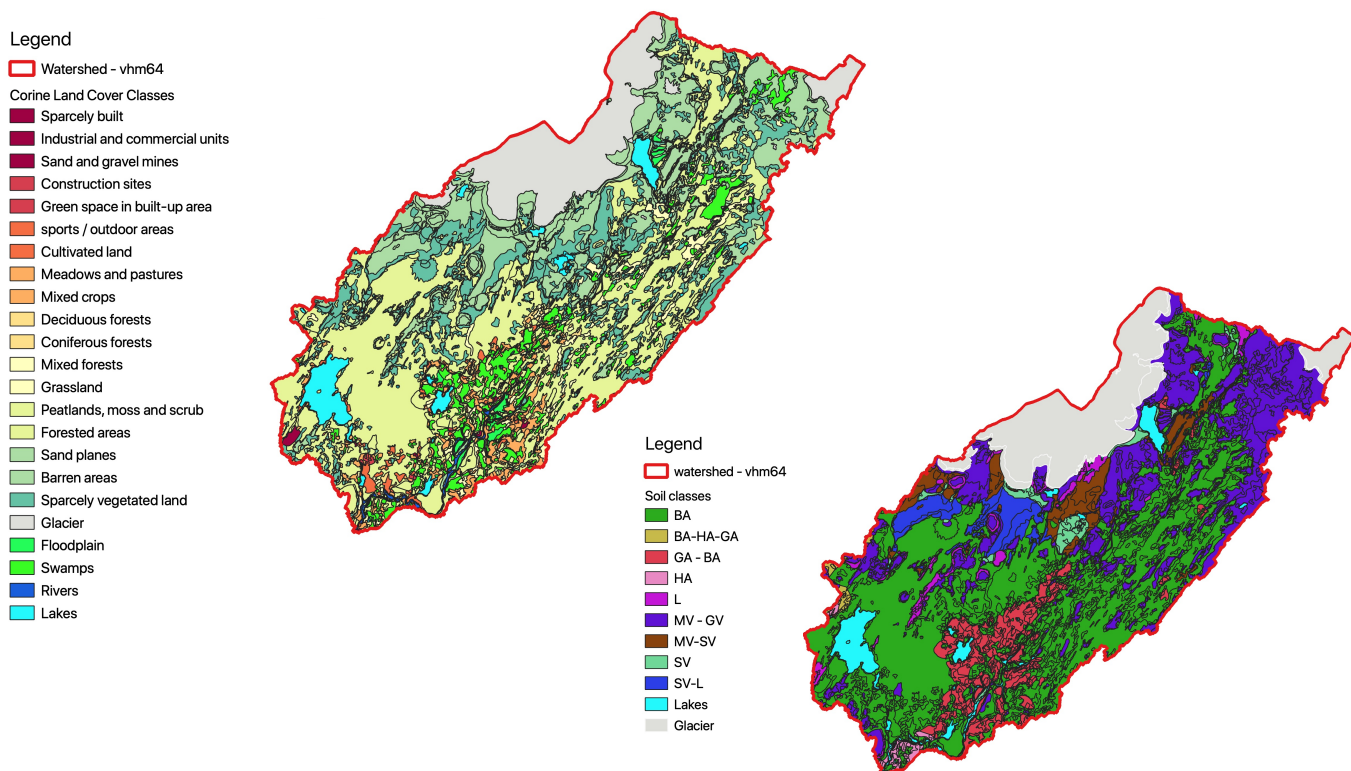 Legend
Watershed - vhm64
Corine Land Cover Classes
Sparcely built
Industrial and commercial units
Sand and gravel mines
Construction sites
Green space in built-up area
sports / outdoor areas
Cultivated land
Meadows and pastures
Mixed crops
Deciduous forests
Coniferous forests
Mixed forests
Grassland
Peatlands, moss and scrub
Forested areas
Sand planes
Barren areas
Sparcely vegetated land
Glacier
Floodplain
Swamps
Rivers
Lakes
Legend
watershed - vhm64
Soil classes
BA
BA-HA-GA
GA - BA
HA
L
MV - GV
MV-SV
SV
SV-L
Lakes
Glacier